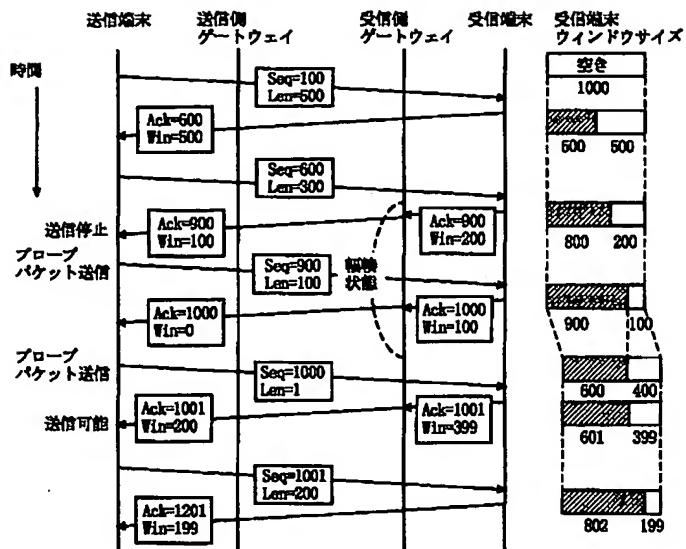 送信端末
送信側
ゲートウェイ
受信側
ゲートウェイ
受信端末
受信端末
ウィンドウサイズ
時間
空き
1000
Seq=100
Len=500
Ack=600
Win=500
500 500
Seq=600
Len=300
送信停止
Ack=900
Win=100
Ack=900
Win=200
800 200
プローブ
パケット送信
Seq=900
Len=100
輻輳
状態
Ack=1000
Win=0
Ack=1000
Win=100
900 100
プローブ
パケット送信
Seq=1000
Len=1
600 400
送信可能
Ack=1001
Win=200
Ack=1001
Win=399
601 399
Seq=1001
Len=200
Ack=1201
Win=199
802 199